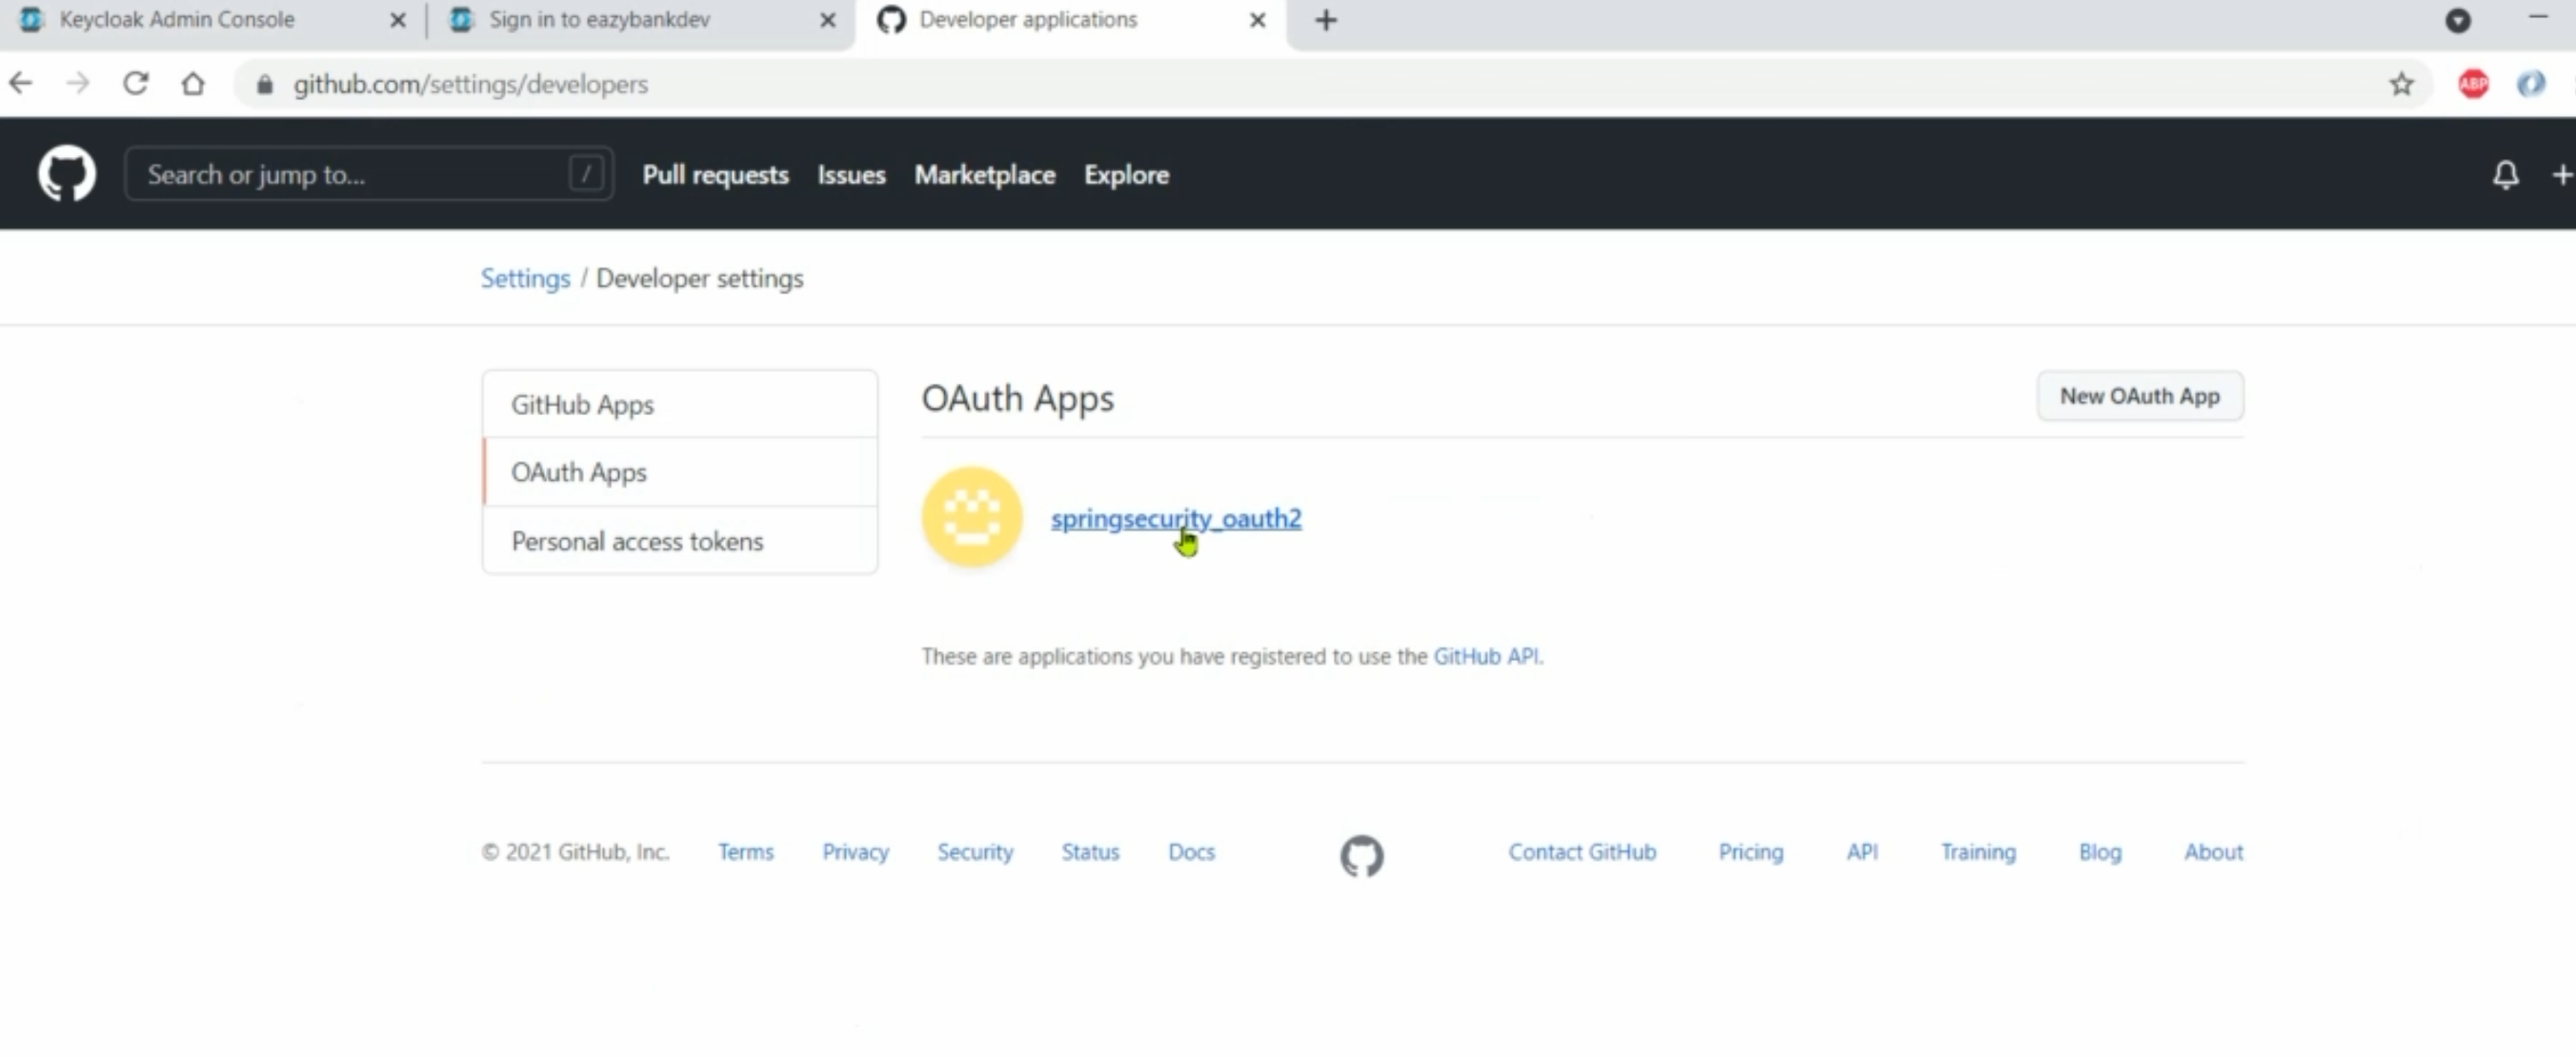 Keycloak Admin Console
Sign in to eazybankdev
Developer applications
github.com/settings/developers
ABP
Search or jump to...
/
Pull requests
Issues
Marketplace
Explore
Settings / Developer settings
GitHub Apps
OAuth Apps
Personal access tokens
OAuth Apps
New OAuth App
springsecurity_oauth2
These are applications you have registered to use the GitHub API.
© 2021 GitHub, Inc.
Terms
Privacy
Security
Status
Docs
Contact GitHub
Pricing
API
Training
Blog
About